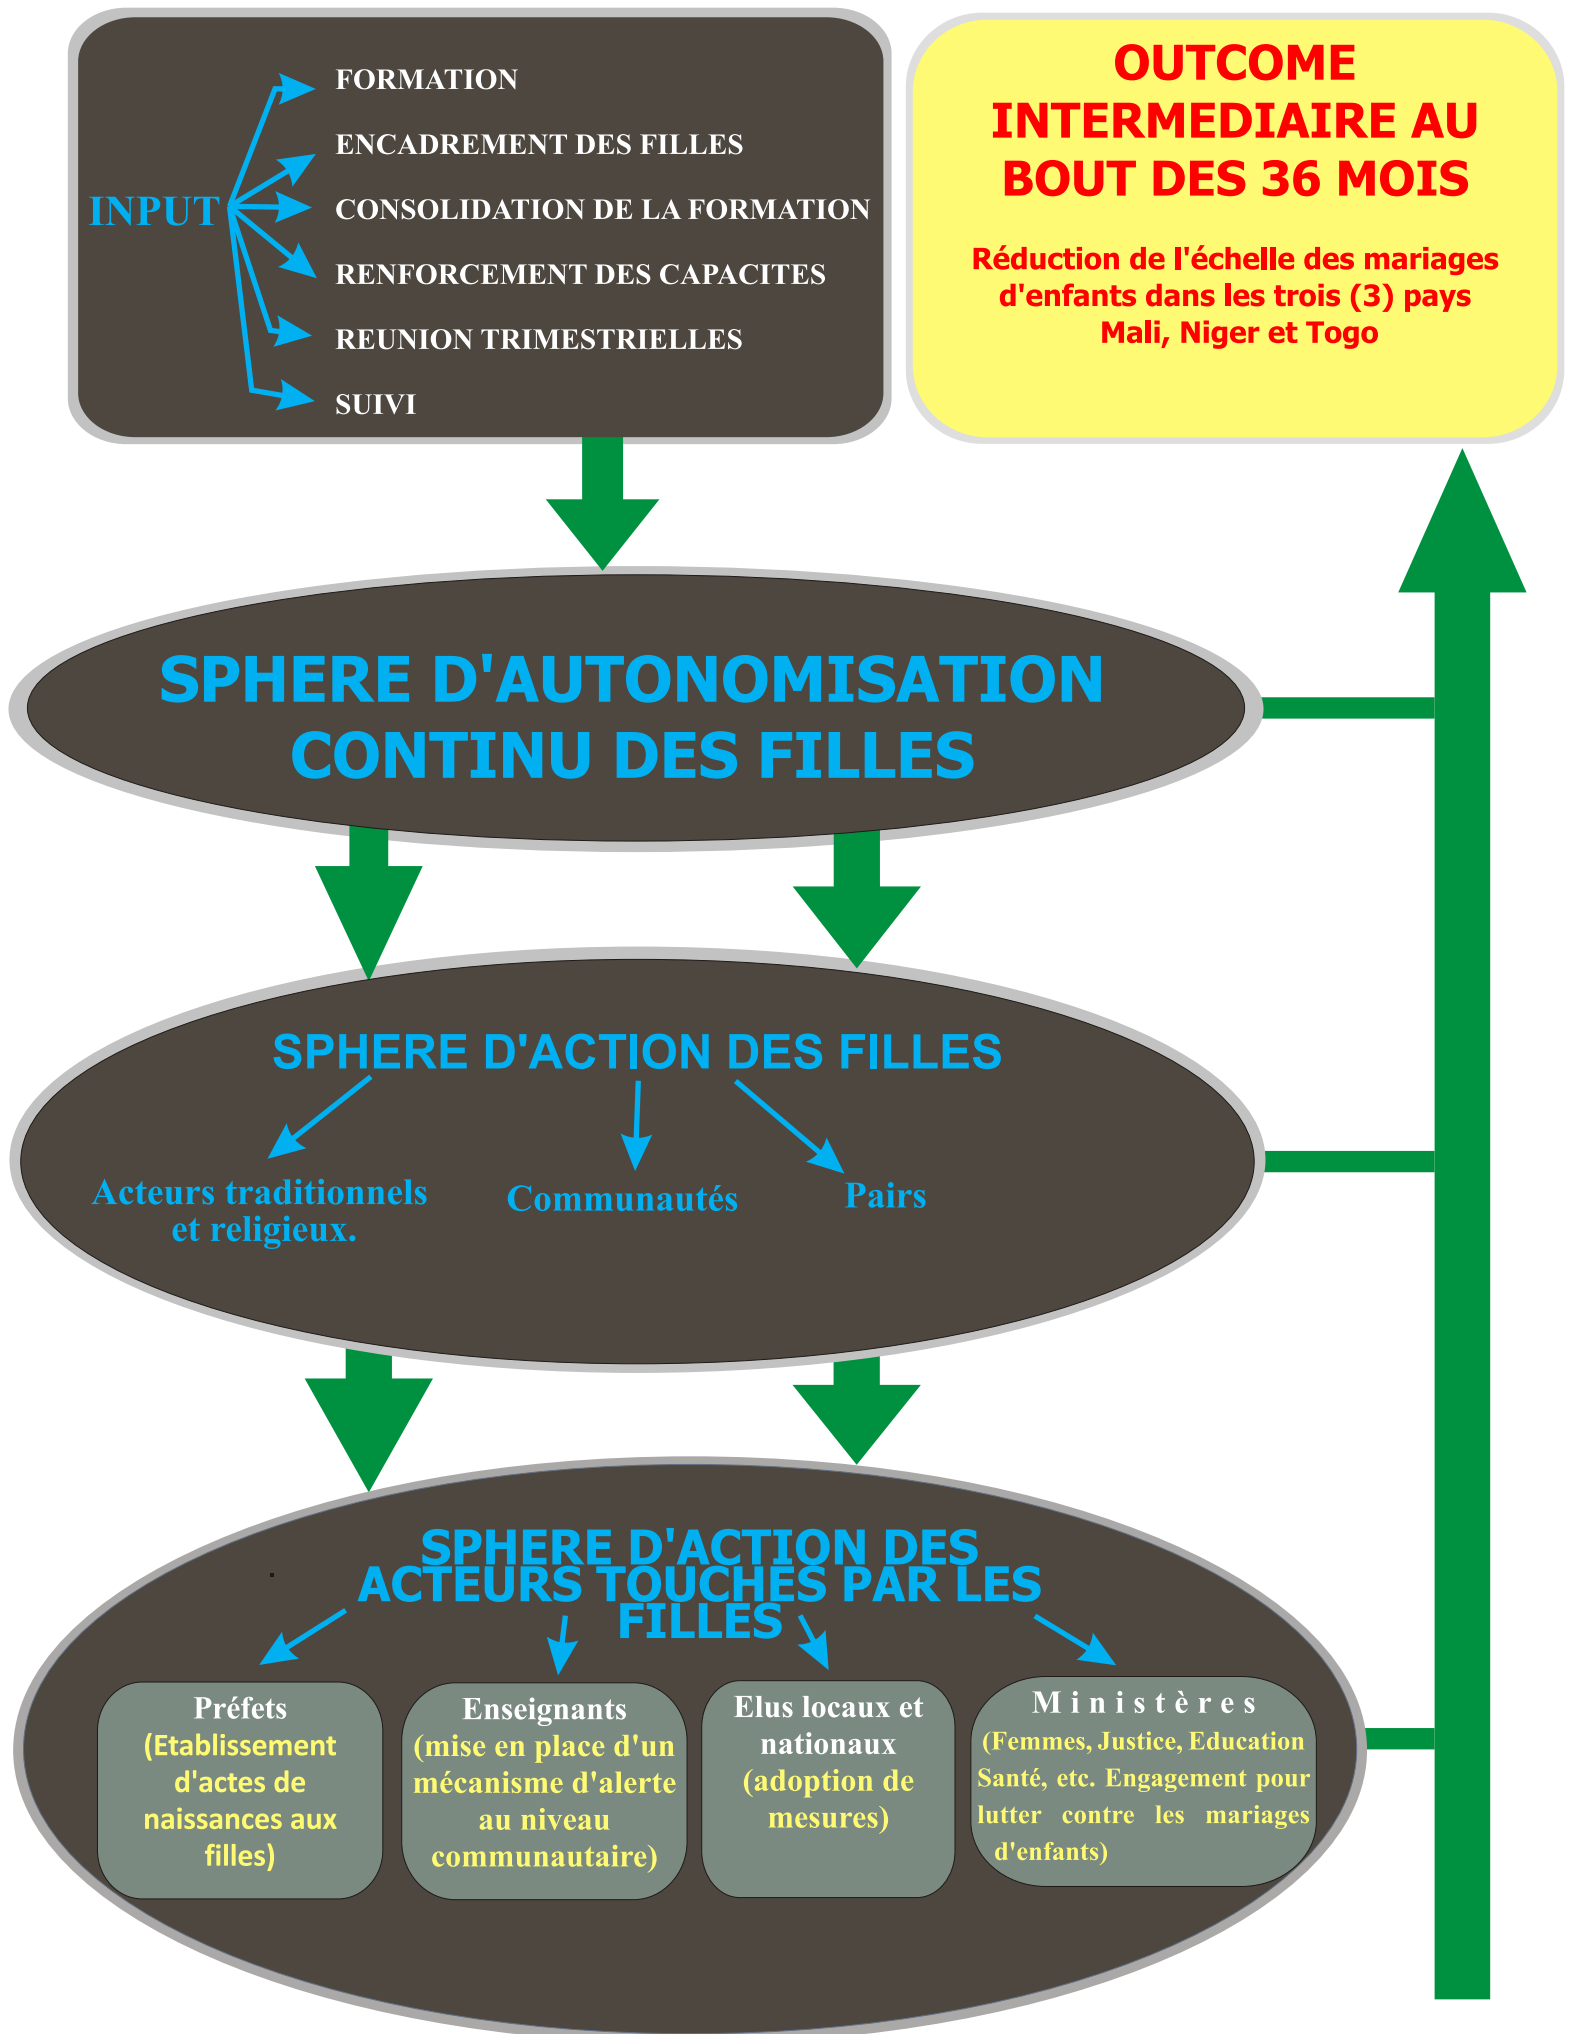 INPUT
FORMATION
ENCADREMENT DES FILLES
CONSOLIDATION DE LA FORMATION
RENFORCEMENT DES CAPACITES
REUNION TRIMESTRIELLES
SUIVI
OUTCOME
INTERMEDIAIRE AU
BOUT DES 36 MOIS
Réduction de l'échelle des mariages
d'enfants dans les trois (3) pays
Mali, Niger et Togo
SPHERE D'AUTONOMISATION
CONTINU DES FILLES
SPHERE D'ACTION DES FILLES
Acteurs traditionnels
et religieux.
Communautés
Pairs
SPHERE D'ACTION DES
ACTEURS TOUCHES PAR LES
FILLES
Préfets
(Etablissement
d'actes de
naissances aux
filles)
Enseignants
(mise en place d'un
mécanisme d'alerte
au niveau
communautaire)
Elus locaux et
nationaux
(adoption de
mesures)
Ministères
(Femmes, Justice, Education
Santé, etc. Engagement pour
lutter contre les mariages
d'enfants)